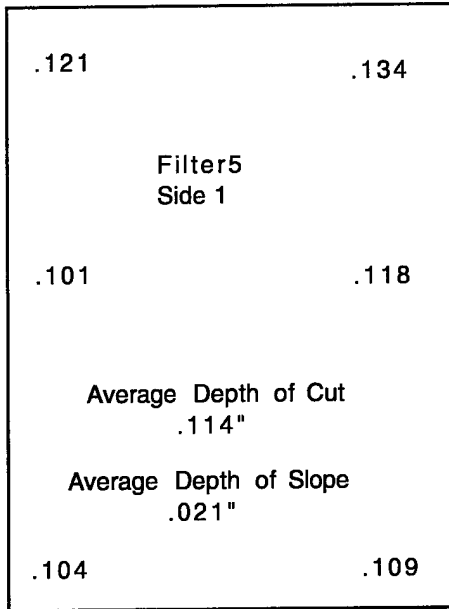 .121 .134
Filter5
Side 1
.101 .118
Average Depth of Cut
.114"
Average Depth of Slope
.021"
.104 .109